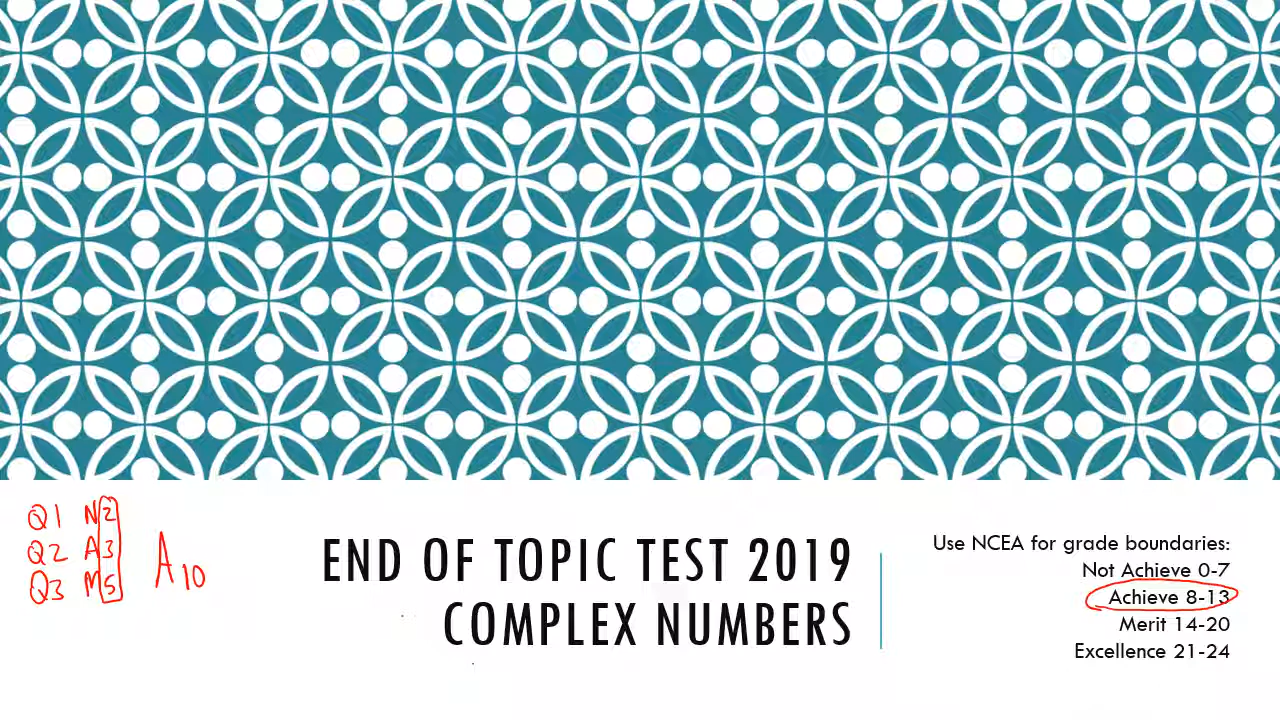 Q1 N2
Q2 A3
Q3 M5
A10
END OF TOPIC TEST 2019
COMPLEX NUMBERS
Use NCEA for grade boundaries:
Not Achieve 0-7
Achieve 8-13
Merit 14-20
Excellence 21-24